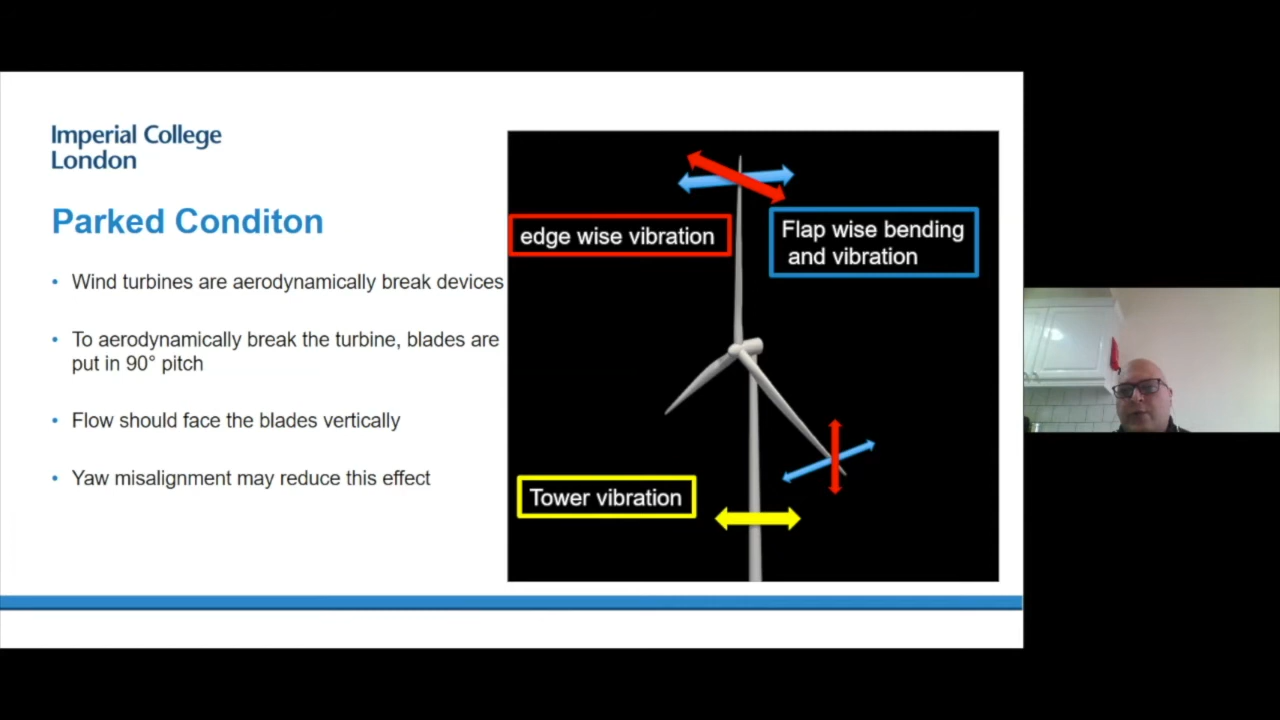 Imperial College
London
Parked Conditon
• Wind turbines are aerodynamically break devices
• To aerodynamically break the turbine, blades are
put in 90° pitch
• Flow should face the blades vertically
• Yaw misalignment may reduce this effect
edge wise vibration
Flap wise bending
and vibration
Tower vibration